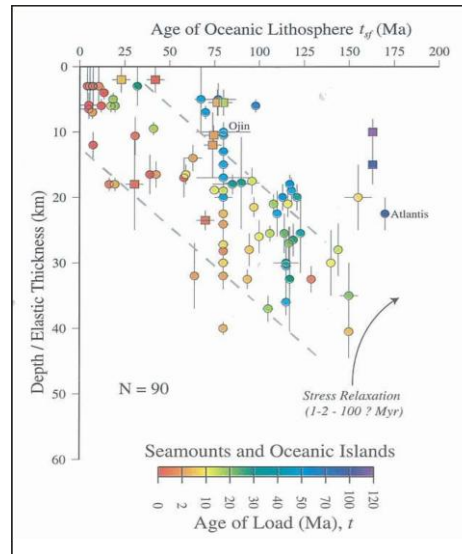 Age of Oceanic Lithosphere tsf (Ma)
0 25 50 75 100 125 150 175 200
0
10
20
30
40
50
60
Depth / Elastic Thickness (km)
Ojin
Atlantis
N = 90
Stress Relaxation
(1-2 - 100 ? Myr)
Seamounts and Oceanic Islands
0 2 10 20 30 40 50 70 100 120
Age of Load (Ma), t